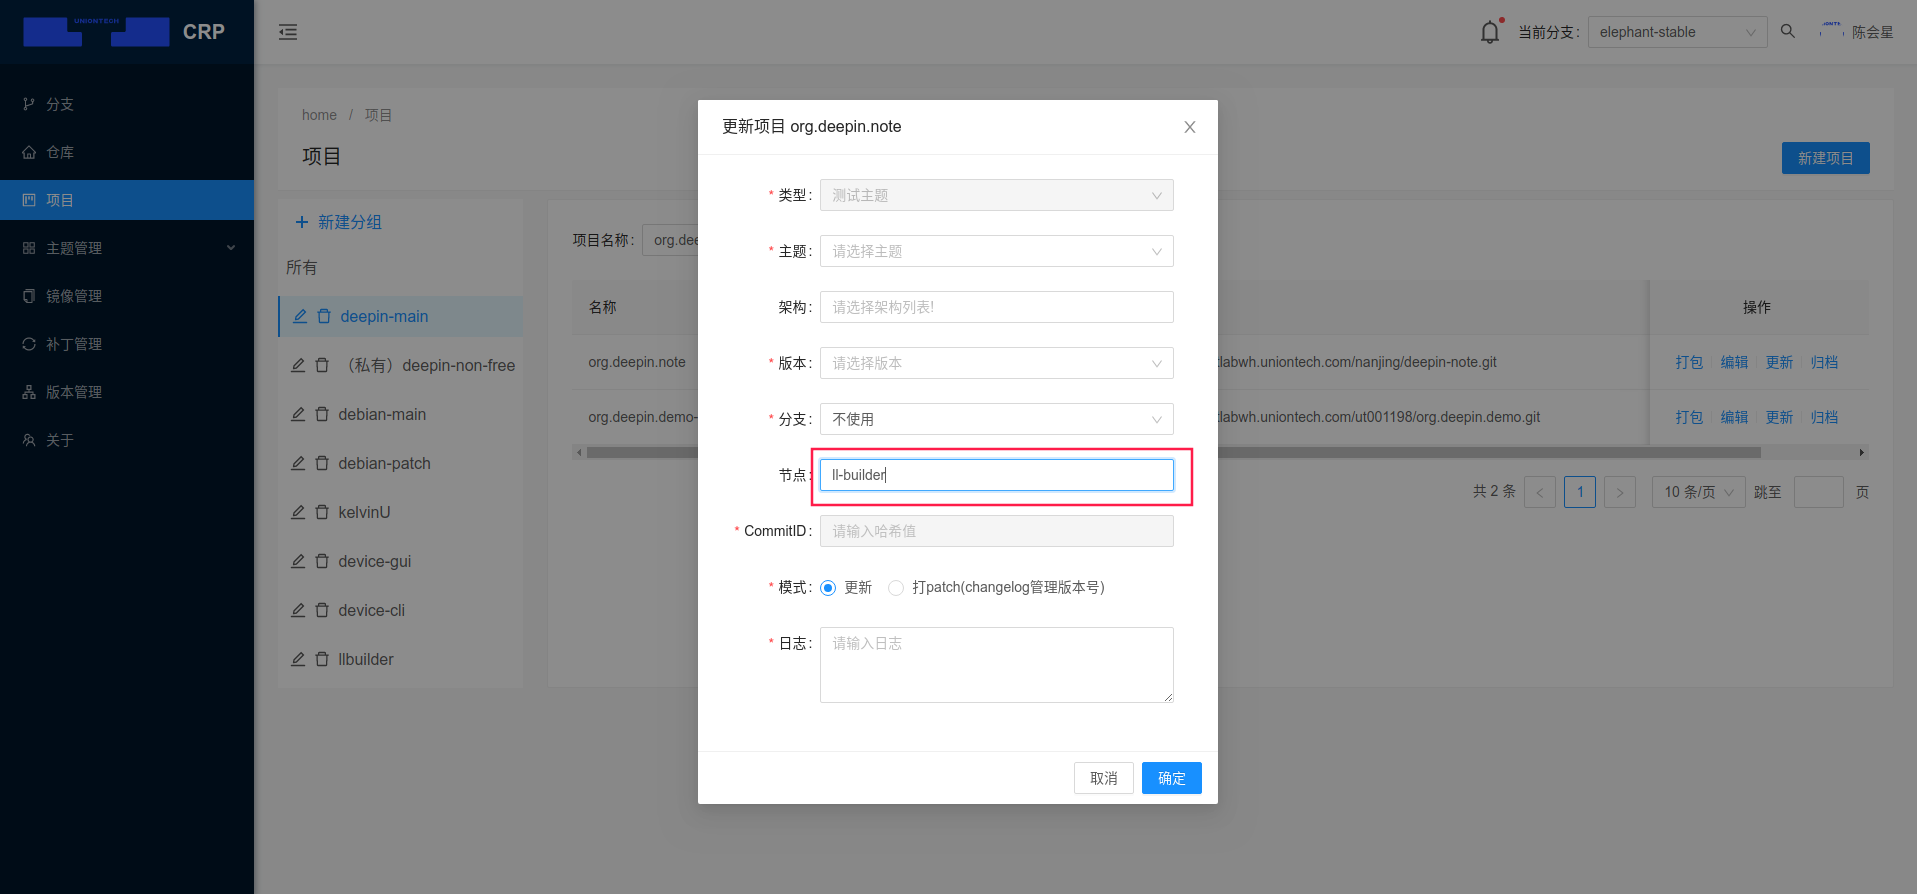 UNIONTECH
CRP
当前分支：
elephant-stable
陈会星
分支
仓库
项目
主题管理
镜像管理
补丁管理
版本管理
关于
home / 项目
项目
新建项目
新建分组
所有
deepin-main
（私有）deepin-non-free
debian-main
debian-patch
kelvinU
device-gui
device-cli
llbuilder
项目名称： org.dee
名称
操作
org.deepin.note
labwh.uniontech.com/nanjing/deepin-note.git
打包 编辑 更新 归档
org.deepin.demo-
labwh.uniontech.com/ut001198/org.deepin.demo.git
打包 编辑 更新 归档
共 2 条 < 1 > 10 条/页 跳至 页
更新项目 org.deepin.note
* 类型： 测试主题
* 主题： 请选择主题
架构： 请选择架构列表!
* 版本： 请选择版本
* 分支： 不使用
节点： ll-builder
* CommitID： 请输入哈希值
* 模式： 更新 打patch(changelog管理版本号)
* 日志： 请输入日志
取消 确定